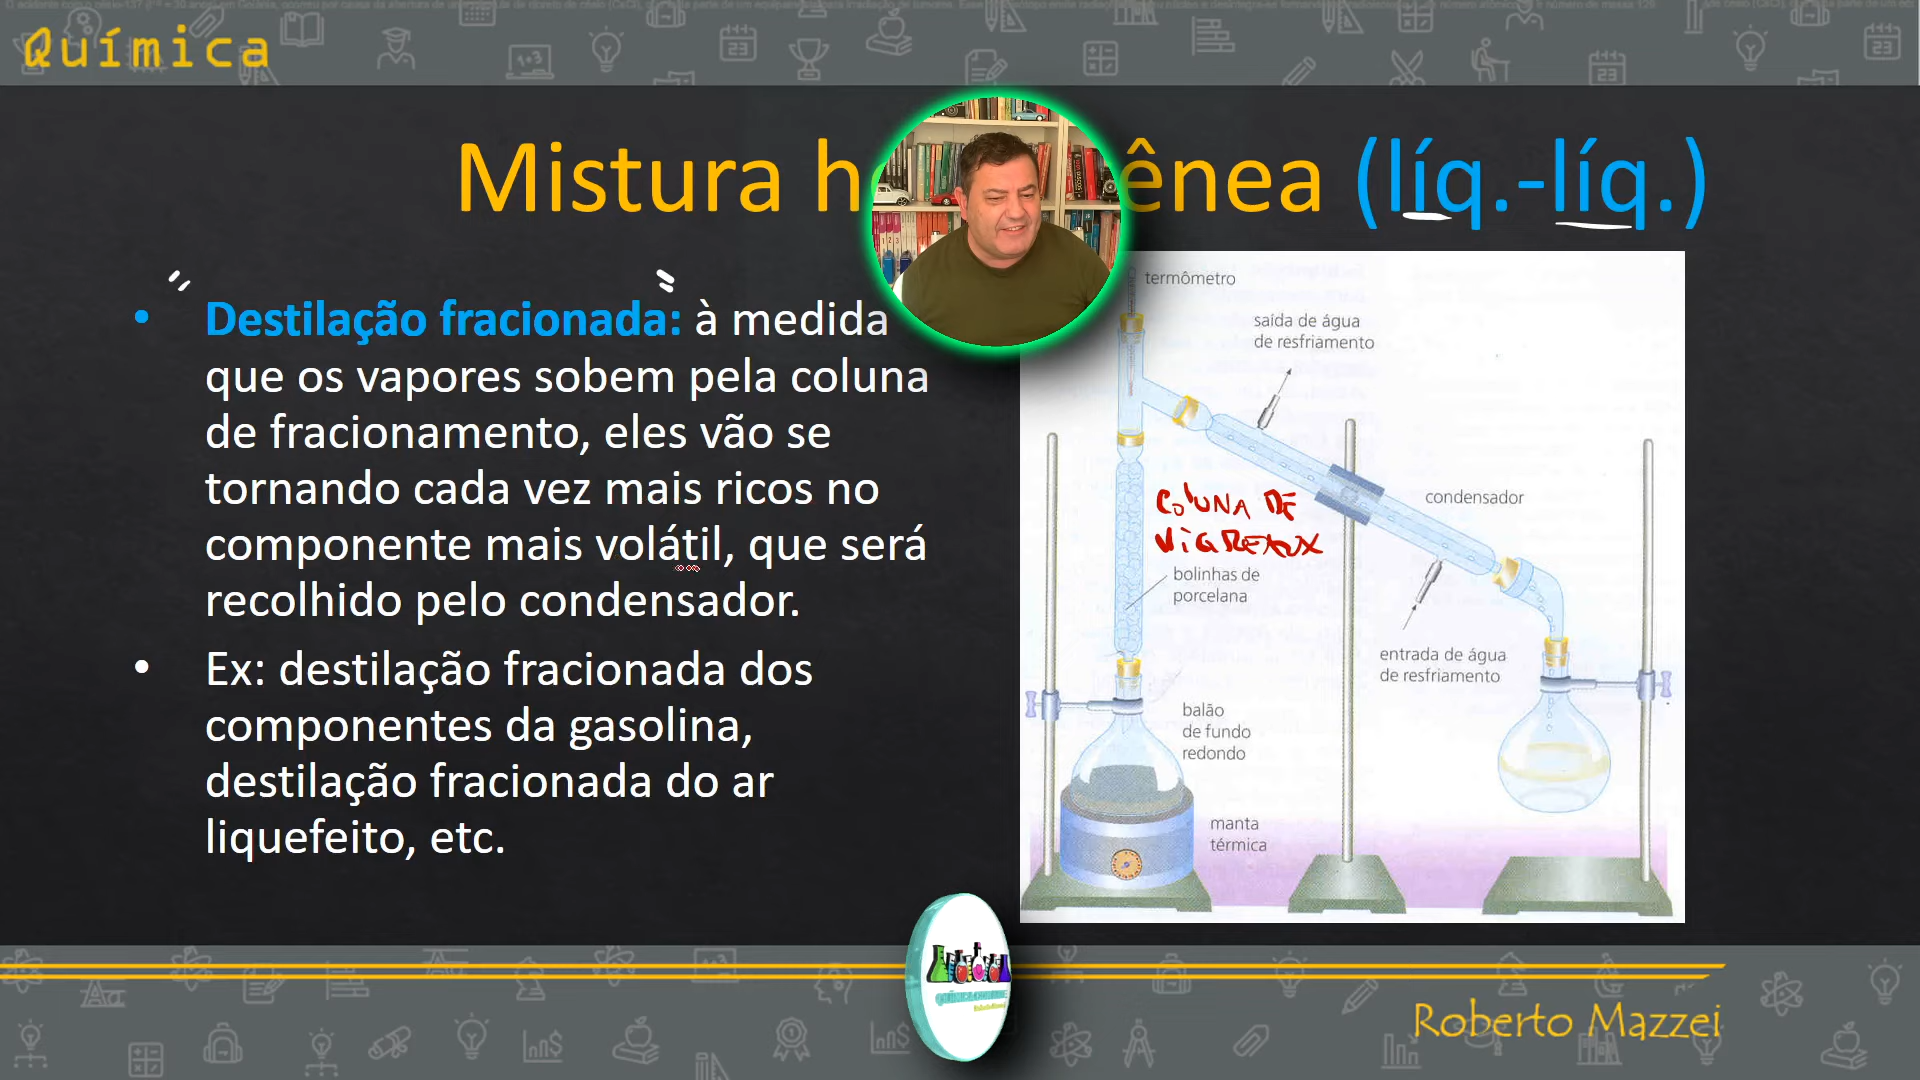 Química
Mistura h ênea (líq.-líq.)
• Destilação fracionada: à medida
que os vapores sobem pela coluna
de fracionamento, eles vão se
tornando cada vez mais ricos no
componente mais volátil, que será
recolhido pelo condensador.
• Ex: destilação fracionada dos
componentes da gasolina,
destilação fracionada do ar
liquefeito, etc.
termômetro
saída de água
de resfriamento
condensador
COLUNA DE
VIGREAUX
bolinhas de
porcelana
entrada de água
de resfriamento
balão
de fundo
redondo
manta
térmica
Roberto Mazzei